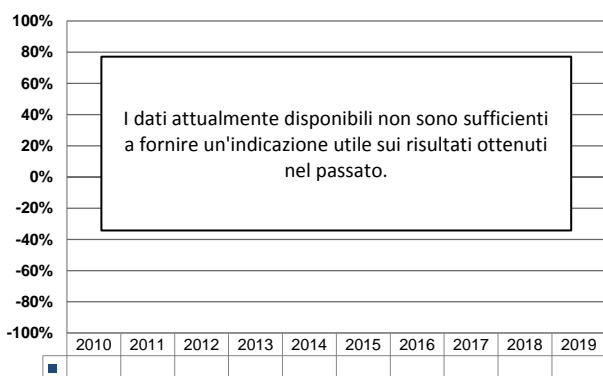 100%
80%
60%
40%
20%
0%
-20%
-40%
-60%
-80%
-100%
I dati attualmente disponibili non sono sufficienti
a fornire un'indicazione utile sui risultati ottenuti
nel passato.
2010 2011 2012 2013 2014 2015 2016 2017 2018 2019